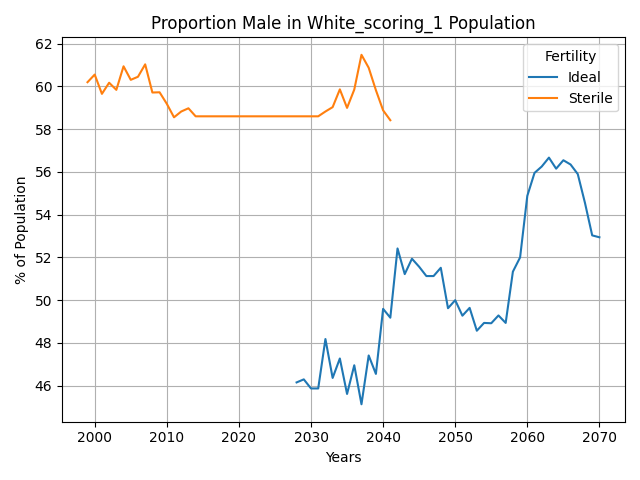 Proportion Male in White_scoring_1 Population
% of Population
62
60
58
56
54
52
50
48
46
Fertility
Ideal
Sterile
2000 2010 2020 2030 2040 2050 2060 2070
Years